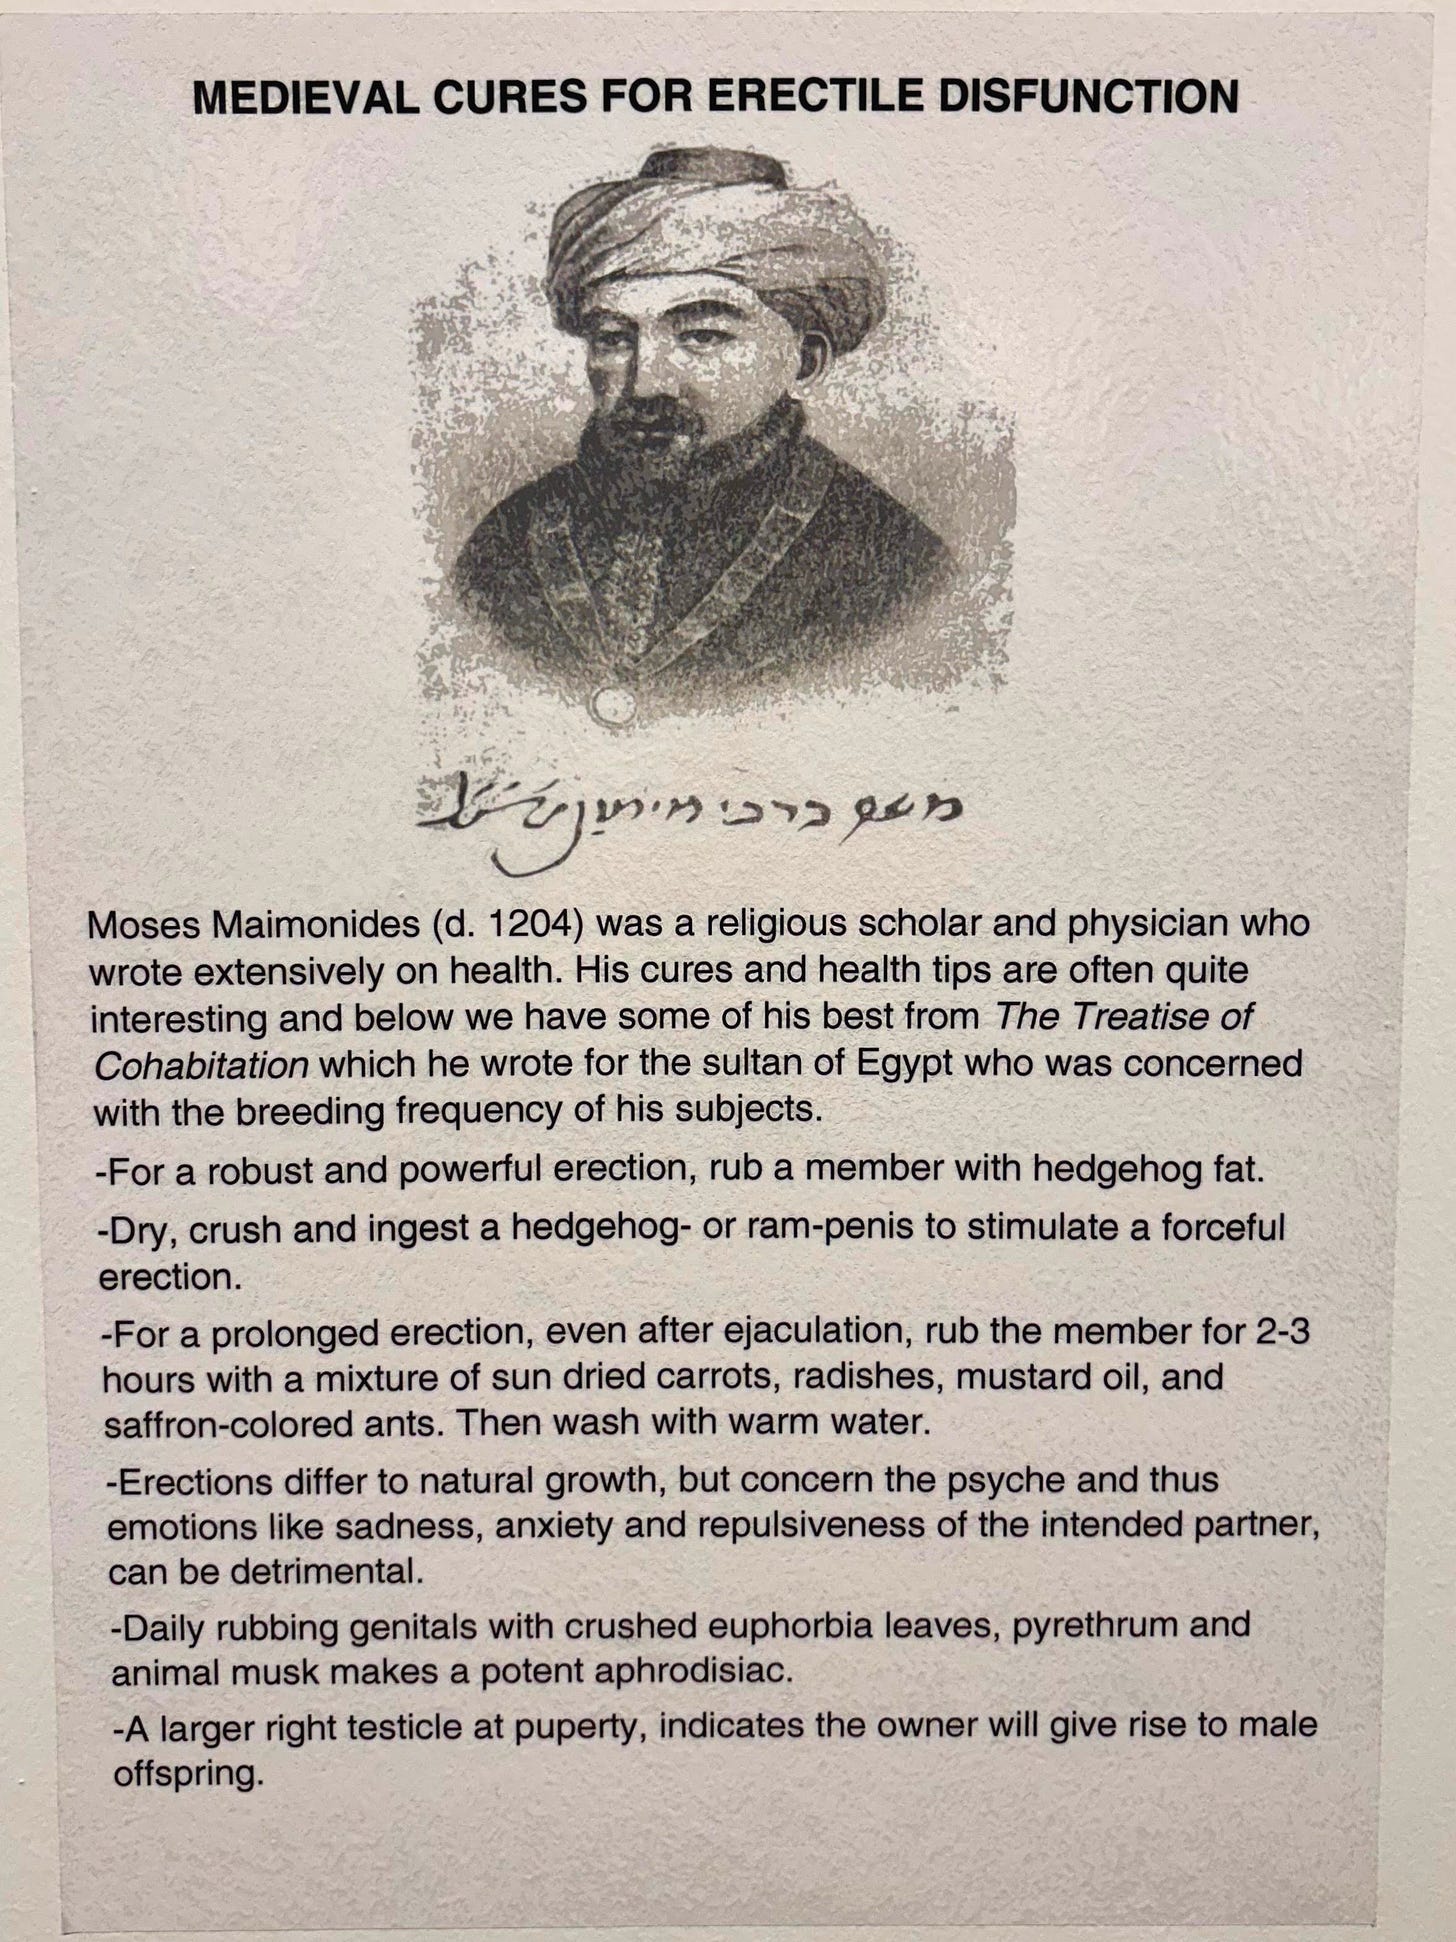 MEDIEVAL CURES FOR ERECTILE DISFUNCTION
משה ברבי מיימון זצ״ל
Moses Maimonides (d. 1204) was a religious scholar and physician who
wrote extensively on health. His cures and health tips are often quite
interesting and below we have some of his best from The Treatise of
Cohabitation which he wrote for the sultan of Egypt who was concerned
with the breeding frequency of his subjects.
-For a robust and powerful erection, rub a member with hedgehog fat.
-Dry, crush and ingest a hedgehog- or ram-penis to stimulate a forceful
erection.
-For a prolonged erection, even after ejaculation, rub the member for 2-3
hours with a mixture of sun dried carrots, radishes, mustard oil, and
saffron-colored ants. Then wash with warm water.
-Erections differ to natural growth, but concern the psyche and thus
emotions like sadness, anxiety and repulsiveness of the intended partner,
can be detrimental.
-Daily rubbing genitals with crushed euphorbia leaves, pyrethrum and
animal musk makes a potent aphrodisiac.
-A larger right testicle at puperty, indicates the owner will give rise to male
offspring.